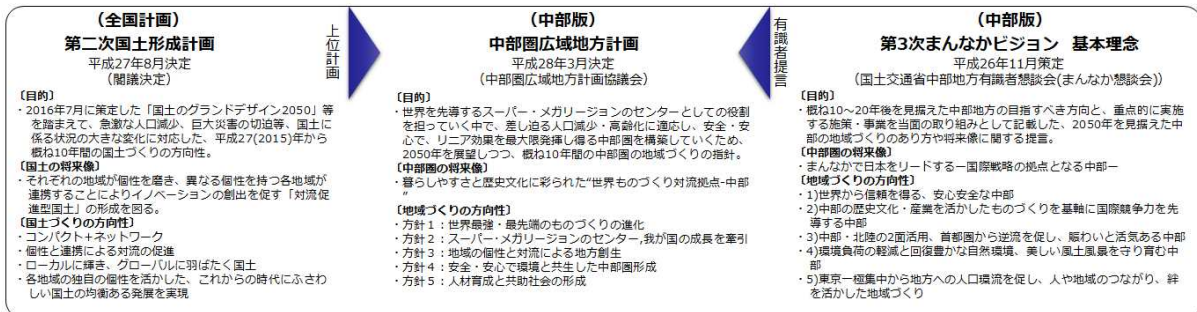 （全国計画）
第二次国土形成計画
平成27年8月決定
（閣議決定）
〔目的〕
・2016年7月に策定した「国土のグランドデザイン2050」等
を踏まえて、急激な人口減少、巨大災害の切迫等、国土に
係る状況の大きな変化に対応した、平成27(2015)年から
概ね10年間の国土づくりの方向性。
〔国土の将来像〕
・それぞれの地域が個性を磨き、異なる個性を持つ各地域が
連携することによりイノベーションの創出を促す「対流促
進型国土」の形成を図る。
〔国土づくりの方向性〕
・コンパクト＋ネットワーク
・個性と連携による対流の促進
・ローカルに輝き、グローバルに羽ばたく国土
・各地域の独自の個性を活かした、これからの時代にふさわ
しい国土の均衡ある発展を実現
上位計画
（中部版）
中部圏広域地方計画
平成28年3月決定
（中部圏広域地方計画協議会）
〔目的〕
・世界を先導するスーパー・メガリージョンのセンターとしての役割
を担っていく中で、差し迫る人口減少・高齢化に適応し、安全・安
心で、リニア効果を最大限発揮し得る中部圏を構築していくため、
2050年を展望しつつ、概ね10年間の中部圏の地域づくりの指針。
〔中部圏の将来像〕
・暮らしやすさと歴史文化に彩られた“世界ものづくり対流拠点-中部
”
〔地域づくりの方向性〕
・方針１：世界最強・最先端のものづくりの進化
・方針２：スーパー・メガリージョンのセンター,我が国の成長を牽引
・方針３：地域の個性と対流による地方創生
・方針４：安全・安心で環境と共生した中部圏形成
・方針５：人材育成と共助社会の形成
有識者提言
（中部版）
第3次まんなかビジョン　基本理念
平成26年11月策定
（国土交通省中部地方有識者懇談会(まんなか懇談会)）
〔目的〕
・概ね10～20年後を見据えた中部地方の目指すべき方向と、重点的に実施
する施策・事業を当面の取り組みとして記載した、2050年を見据えた中
部の地域づくりのあり方や将来像に関する提言。
〔中部圏の将来像〕
・まんなかで日本をリードする－国際戦略の拠点となる中部－
〔地域づくりの方向性〕
・1)世界から信頼を得る、安心安全な中部
・2)中部の歴史文化・産業を活かしたものづくりを基軸に国際競争力を先
導する中部
・3)中部・北陸の2面活用、首都圏から逆流を促し、賑わいと活気ある中部
・4)環境負荷の軽減と回復豊かな自然環境、美しい風土風景を守り育む中
部
・5)東京一極集中から地方への人口還流を促し、人や地域のつながり、絆
を活かした地域づくり